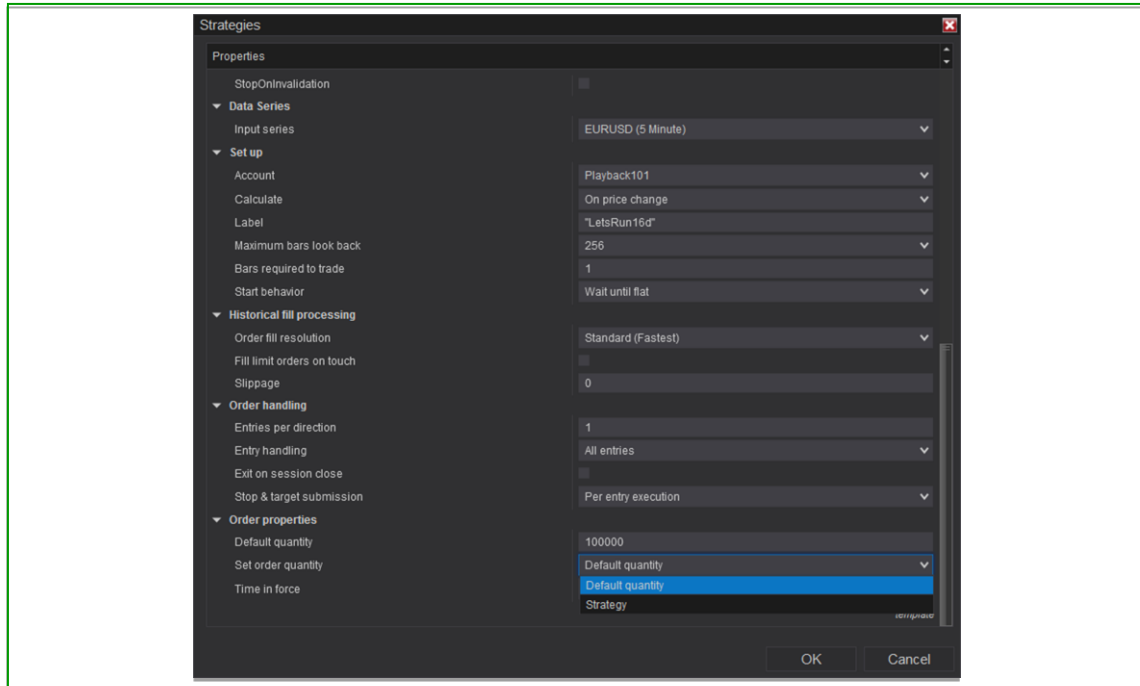 Strategies
Properties
StopOnInvalidation
Data Series
Input series EURUSD (5 Minute)
Set up
Account Playback101
Calculate On price change
Label "LetsRun16d"
Maximum bars look back 256
Bars required to trade 1
Start behavior Wait until flat
Historical fill processing
Order fill resolution Standard (Fastest)
Fill limit orders on touch
Slippage 0
Order handling
Entries per direction 1
Entry handling All entries
Exit on session close
Stop & target submission Per entry execution
Order properties
Default quantity 100000
Set order quantity Default quantity
Default quantity
Time in force
Strategy
template
OK Cancel